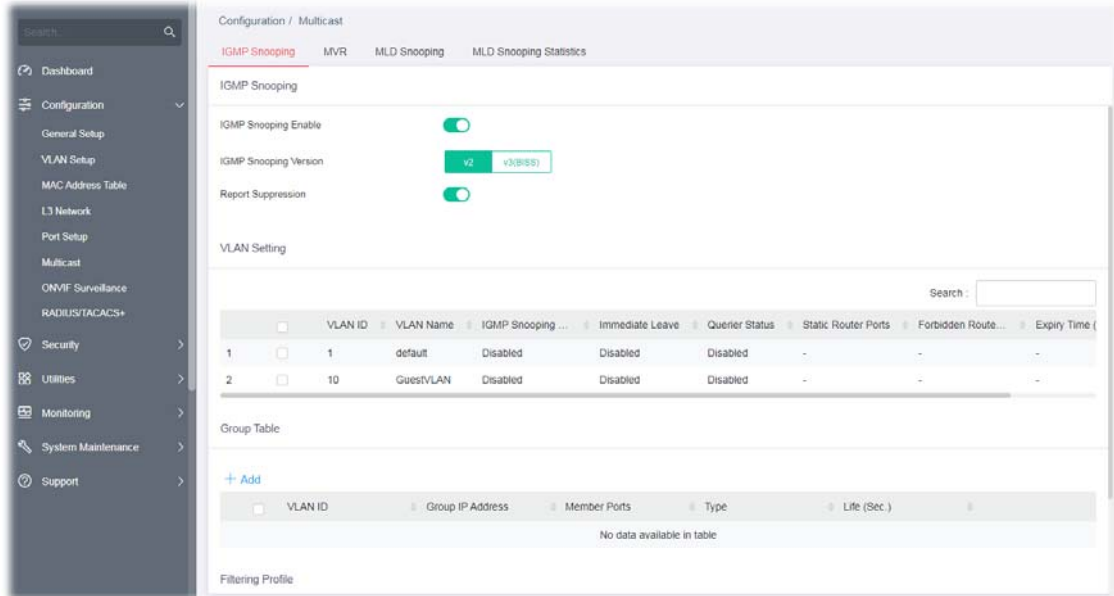 Search...
Dashboard
Configuration
General Setup
VLAN Setup
MAC Address Table
L3 Network
Port Setup
Multicast
ONVIF Surveillance
RADIUS/TACACS+
Security
Utilities
Monitoring
System Maintenance
Support
Configuration / Multicast
IGMP Snooping MVR MLD Snooping MLD Snooping Statistics
IGMP Snooping
IGMP Snooping Enable
IGMP Snooping Version v2 v3(BISS)
Report Suppression
VLAN Setting
Search :
VLAN ID VLAN Name IGMP Snooping ... Immediate Leave Querier Status Static Router Ports Forbidden Route... Expiry Time (
1 1 default Disabled Disabled Disabled - - -
2 10 GuestVLAN Disabled Disabled Disabled - - -
Group Table
+ Add
VLAN ID Group IP Address Member Ports Type Life (Sec.)
No data available in table
Filtering Profile